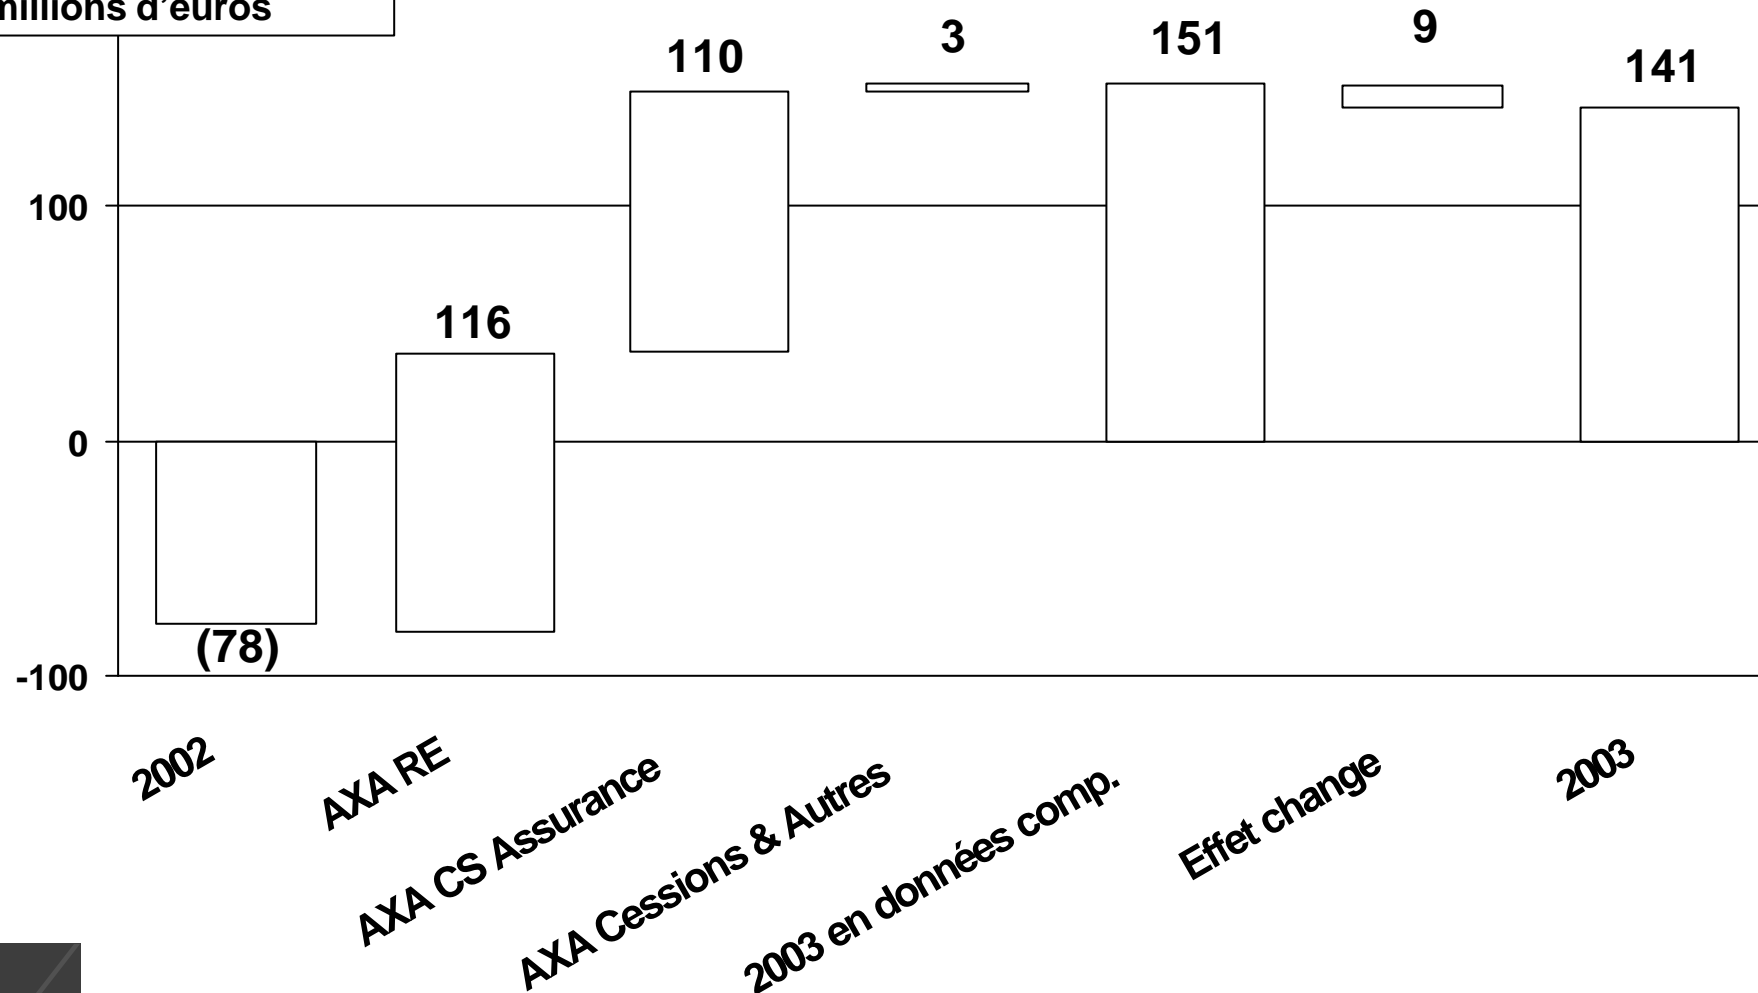 millions d'euros
110
3
151
9
141
100
116
0
(78)
-100
2002
AXA RE
AXA CS Assurance
AXA Cessions & Autres
2003 en données comp.
Effet change
2003